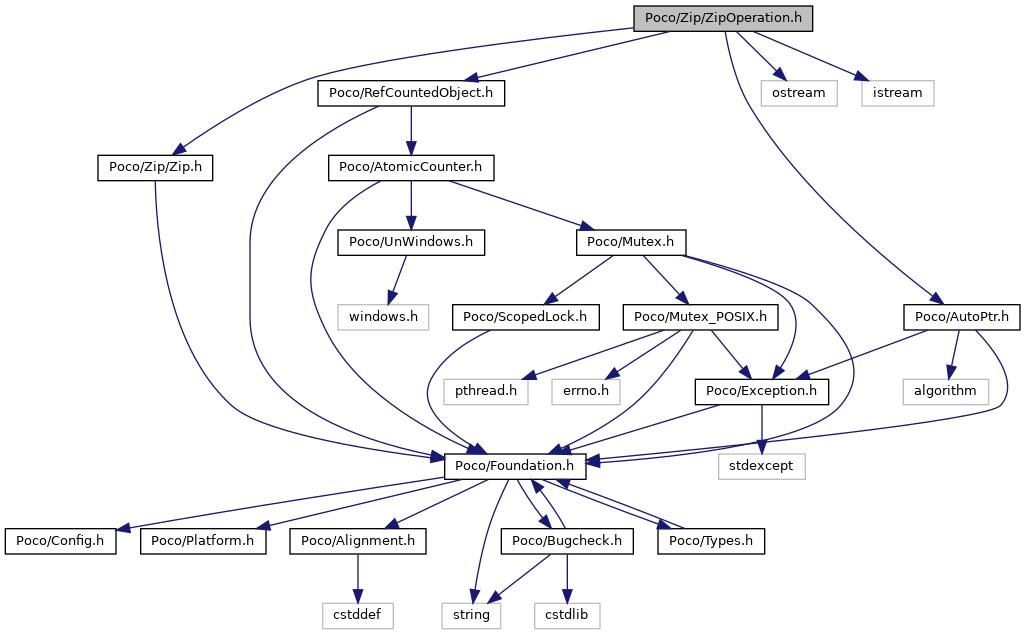 Poco/Zip/ZipOperation.h
Poco/RefCountedObject.h
ostream
istream
Poco/Zip/Zip.h
Poco/AtomicCounter.h
Poco/UnWindows.h
Poco/Mutex.h
windows.h
Poco/ScopedLock.h
Poco/Mutex_POSIX.h
Poco/AutoPtr.h
pthread.h
errno.h
Poco/Exception.h
algorithm
Poco/Foundation.h
stdexcept
Poco/Config.h
Poco/Platform.h
Poco/Alignment.h
Poco/Bugcheck.h
Poco/Types.h
cstddef
string
cstdlib